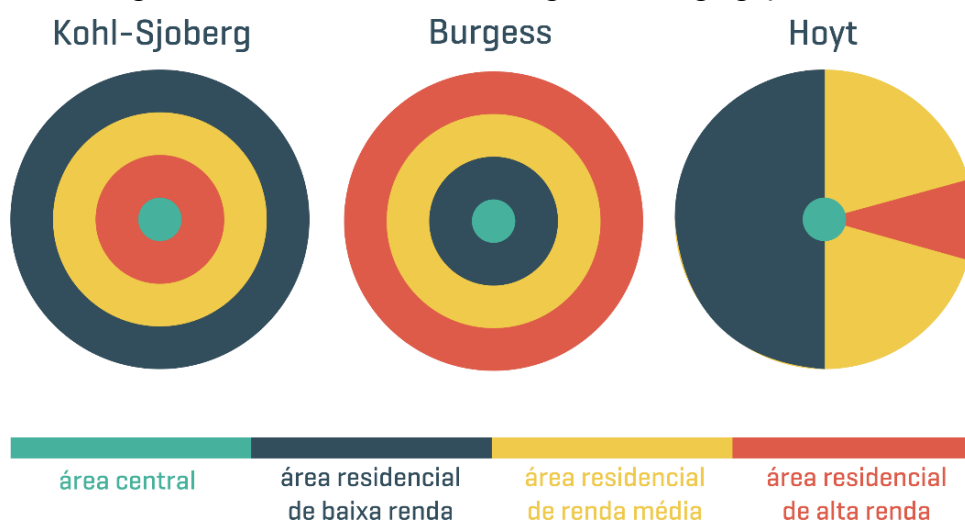 Kohl-Sjoberg
Burgess
Hoyt
área central
área residencial
de baixa renda
área residencial
de renda média
área residencial
de alta renda